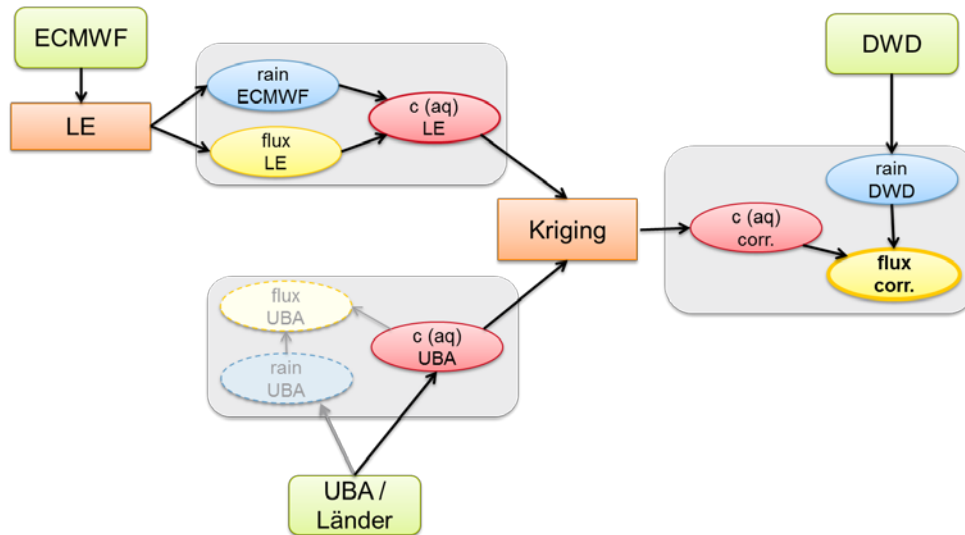 ECMWF
DWD
LE
rain
ECMWF
flux
LE
c (aq)
LE
rain
DWD
Kriging
c (aq)
corr.
flux
corr.
flux
UBA
c (aq)
UBA
rain
UBA
UBA /
Länder